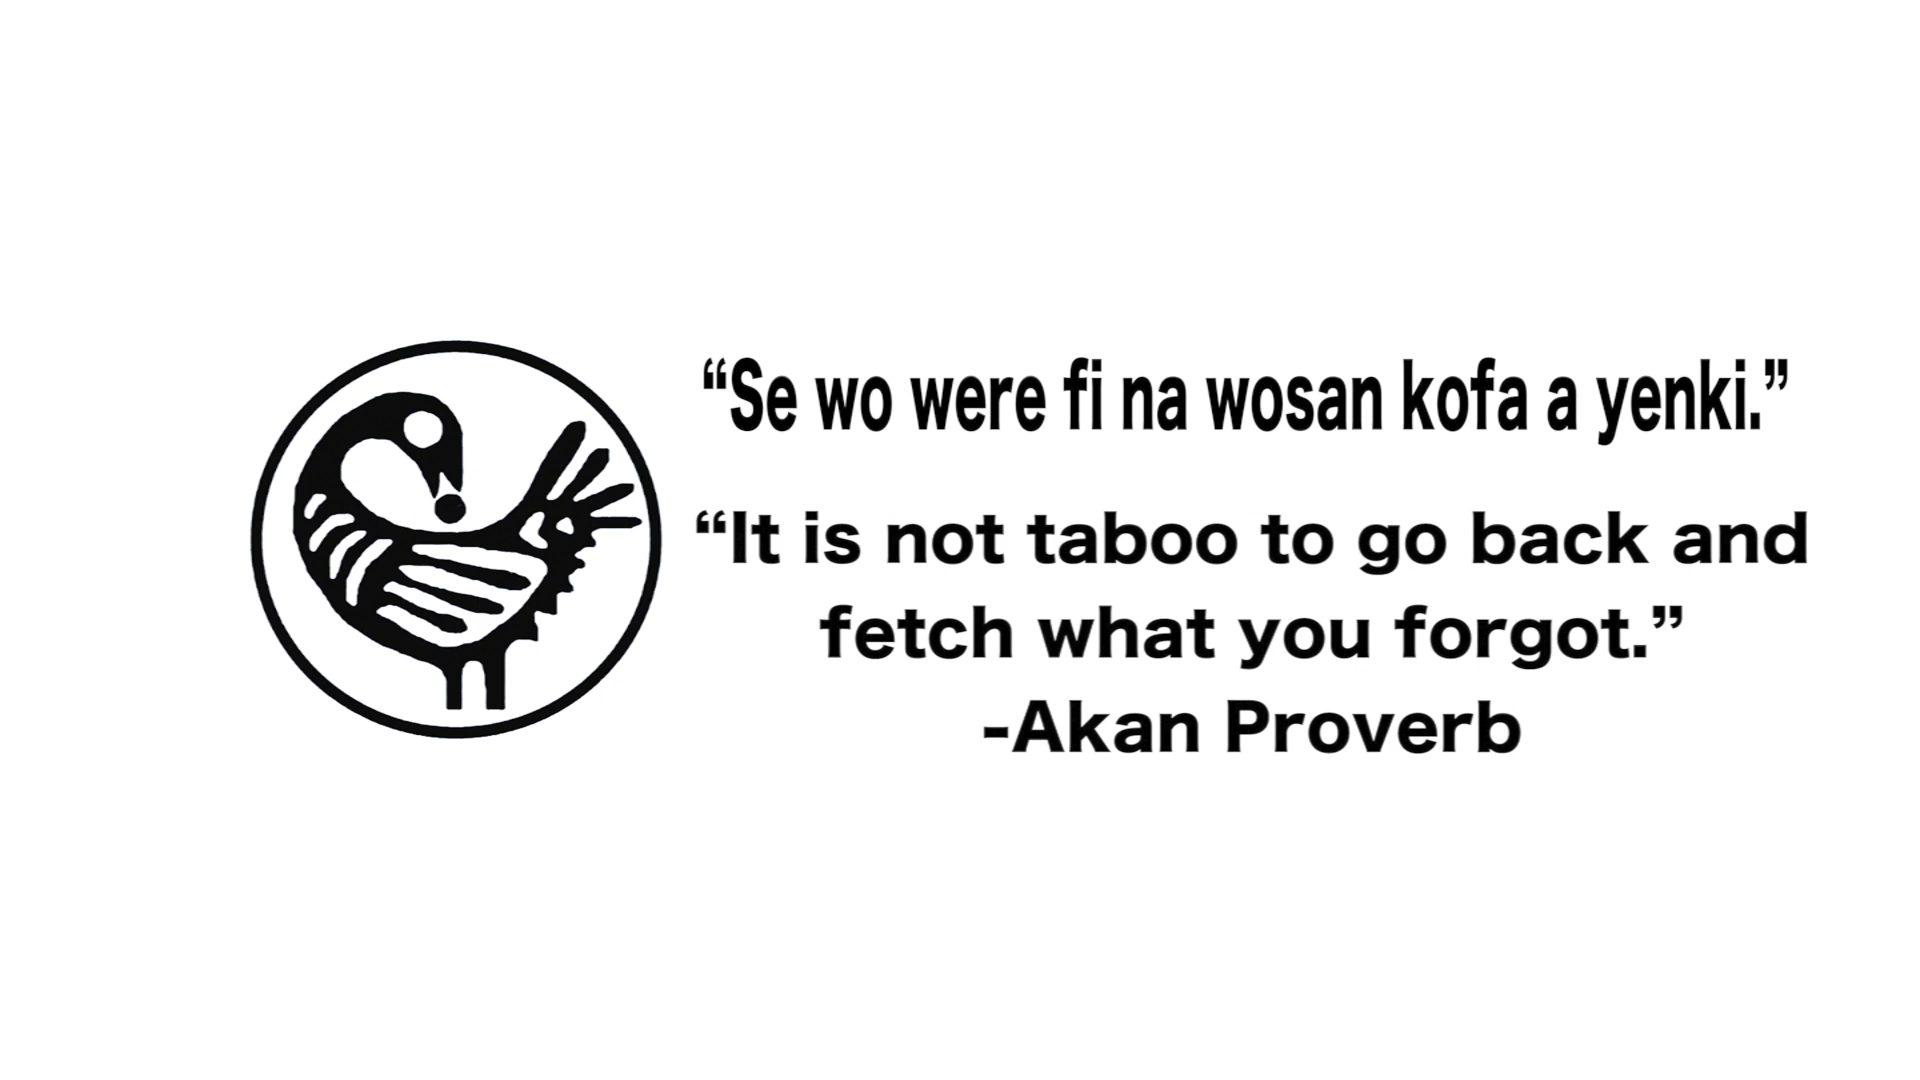 “Se wo were fi na wosan kofa a yenki.”
“It is not taboo to go back and
fetch what you forgot.”
-Akan Proverb